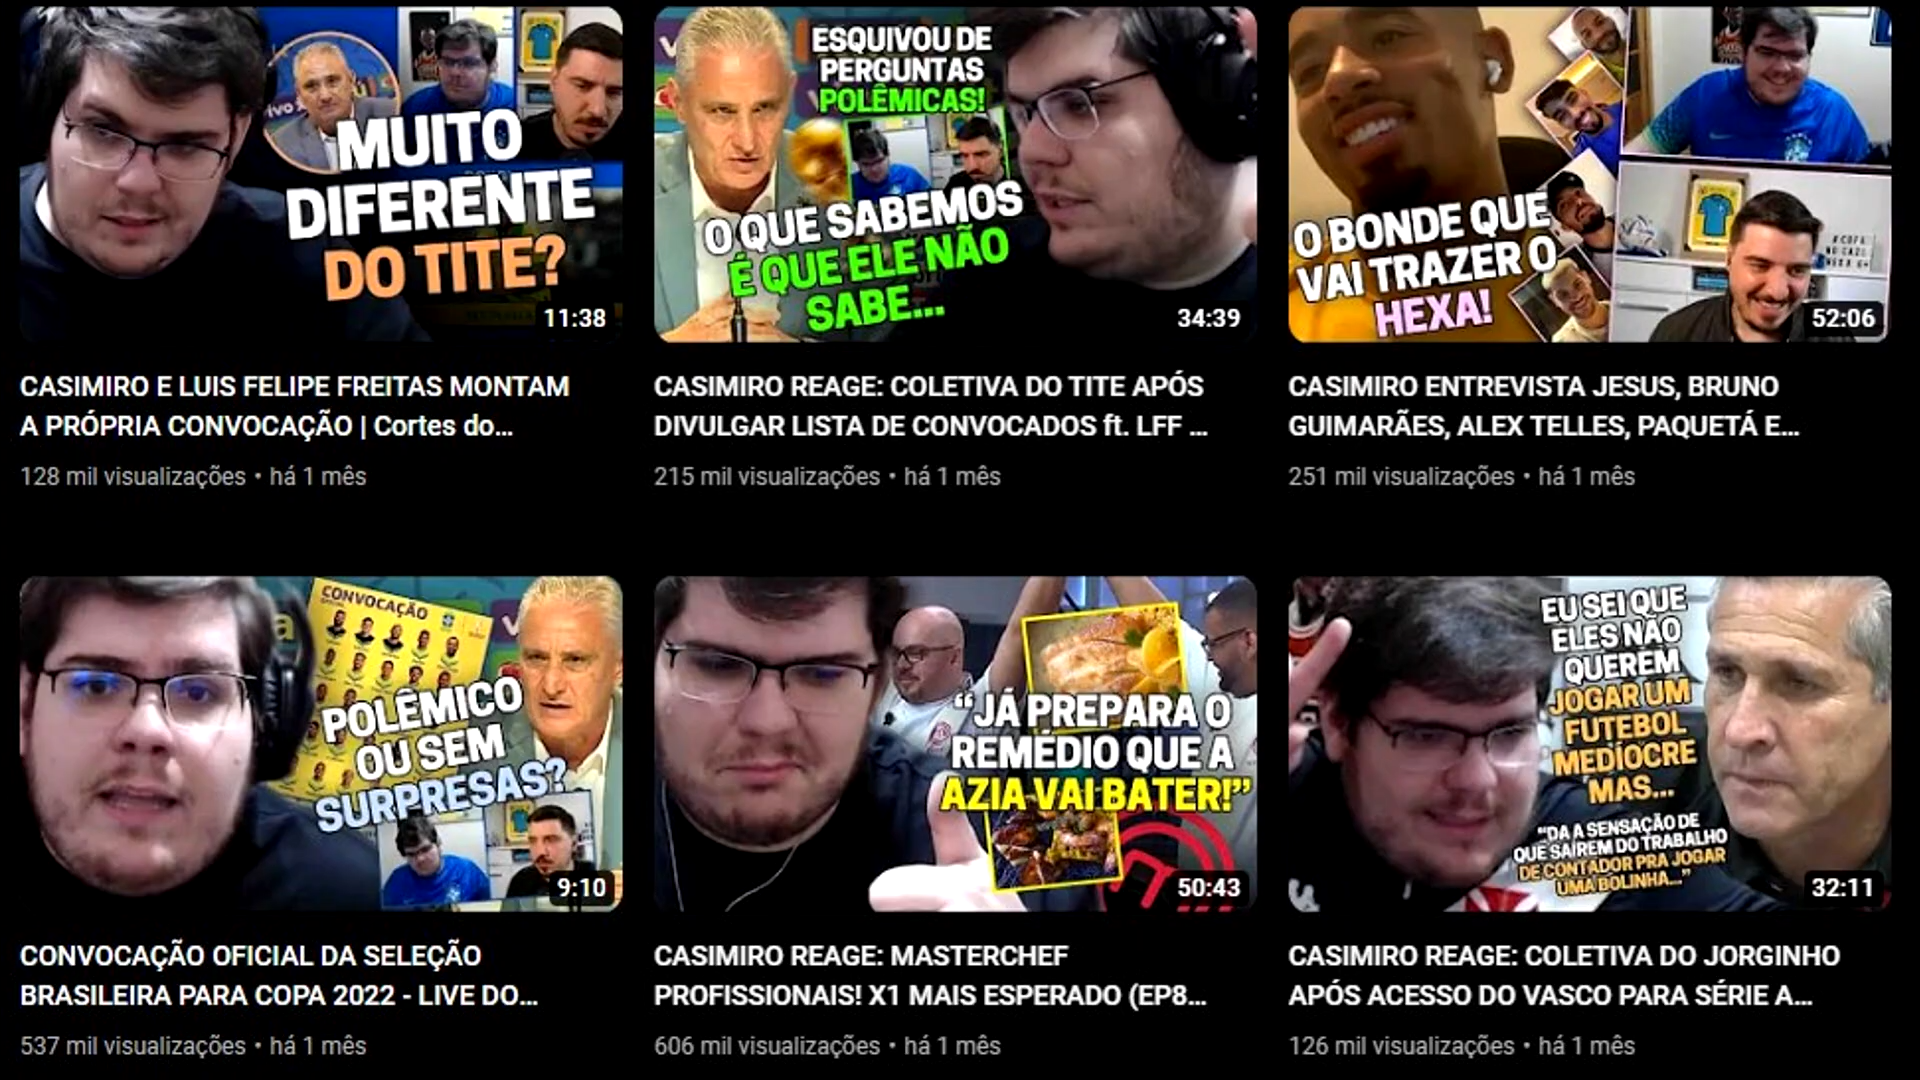 MUITO
DIFERENTE
DO TITE?
11:38
CASIMIRO E LUIS FELIPE FREITAS MONTAM
A PRÓPRIA CONVOCAÇÃO | Cortes do...
128 mil visualizações • há 1 mês
ESQUIVOU DE
PERGUNTAS
POLÊMICAS!
O QUE SABEMOS
É QUE ELE NÃO
SABE...
34:39
CASIMIRO REAGE: COLETIVA DO TITE APÓS
DIVULGAR LISTA DE CONVOCADOS ft. LFF ...
215 mil visualizações • há 1 mês
O BONDE QUE
VAI TRAZER O
HEXA!
52:06
CASIMIRO ENTREVISTA JESUS, BRUNO
GUIMARÃES, ALEX TELLES, PAQUETÁ E...
251 mil visualizações • há 1 mês
CONVOCAÇÃO
POLÊMICO
OU SEM
SURPRESAS?
9:10
CONVOCAÇÃO OFICIAL DA SELEÇÃO
BRASILEIRA PARA COPA 2022 - LIVE DO...
537 mil visualizações • há 1 mês
“JÁ PREPARA O
REMÉDIO QUE A
AZIA VAI BATER!”
50:43
CASIMIRO REAGE: MASTERCHEF
PROFISSIONAIS! X1 MAIS ESPERADO (EP8...
606 mil visualizações • há 1 mês
EU SEI QUE
ELES NÃO
QUEREM
JOGAR UM
FUTEBOL
MEDÍOCRE
MAS...
“DA A SENSAÇÃO DE
QUE SAÍREM DO TRABALHO
DE CONTADOR PRA JOGAR
UMA BOLINHA...”
32:11
CASIMIRO REAGE: COLETIVA DO JORGINHO
APÓS ACESSO DO VASCO PARA SÉRIE A...
126 mil visualizações • há 1 mês